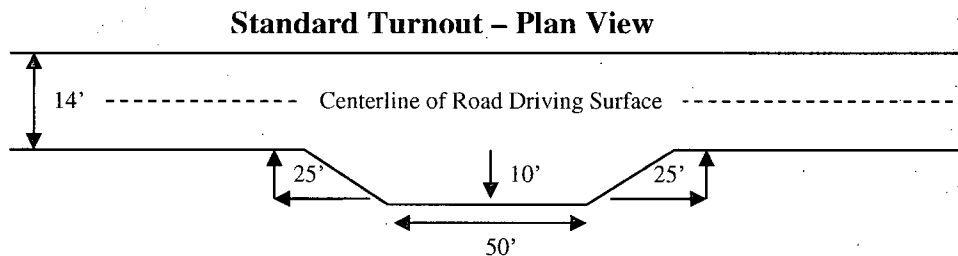 Standard Turnout – Plan View
14’
Centerline of Road Driving Surface
25’
10’
25’
50’